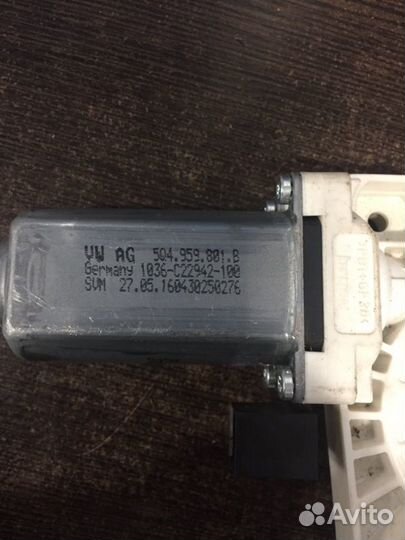 VW AG 5Q4.959.801.B
Germany 1036-C22942-100
SVM 27.05.160430250276
Avito